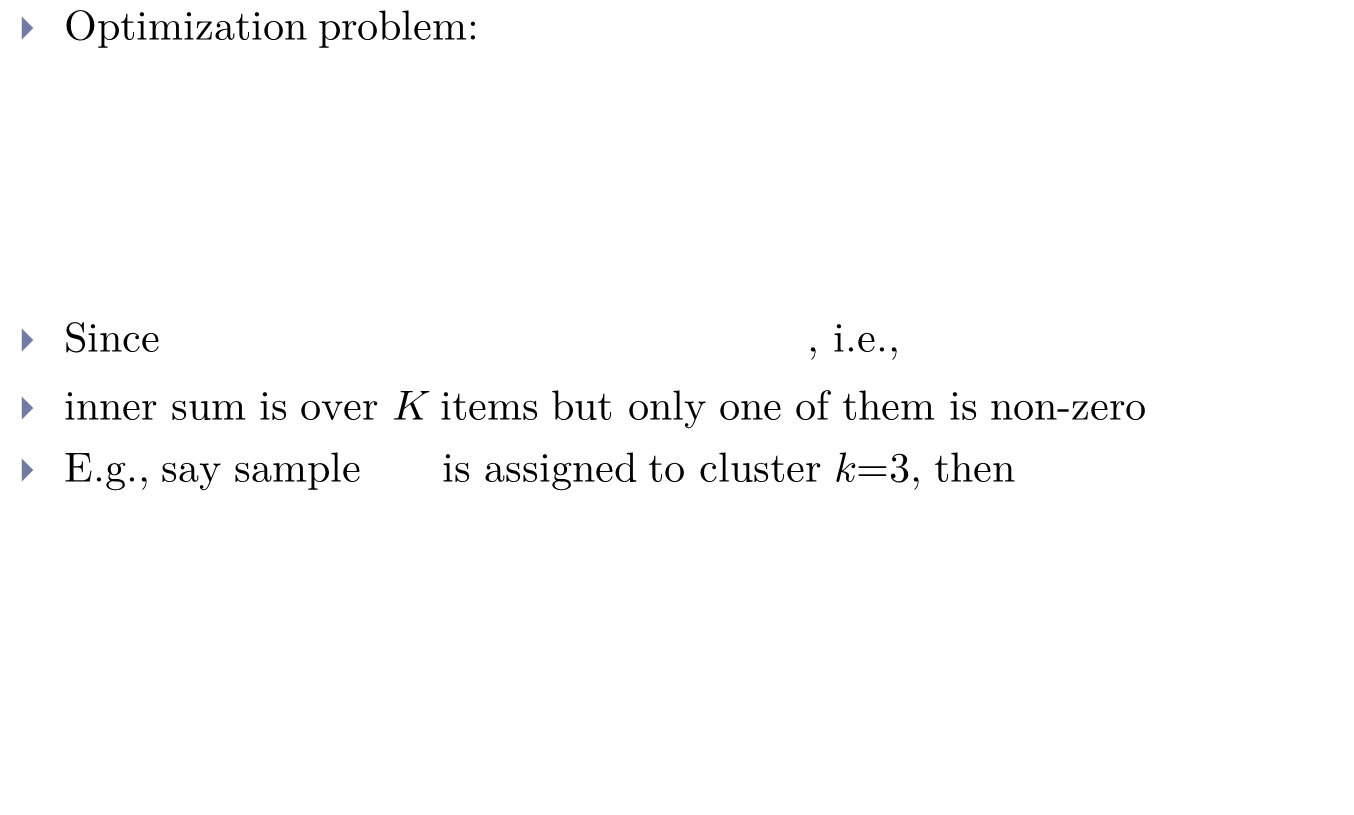 Optimization problem:
Since , i.e.,
inner sum is over K items but only one of them is non-zero
E.g., say sample is assigned to cluster k=3, then